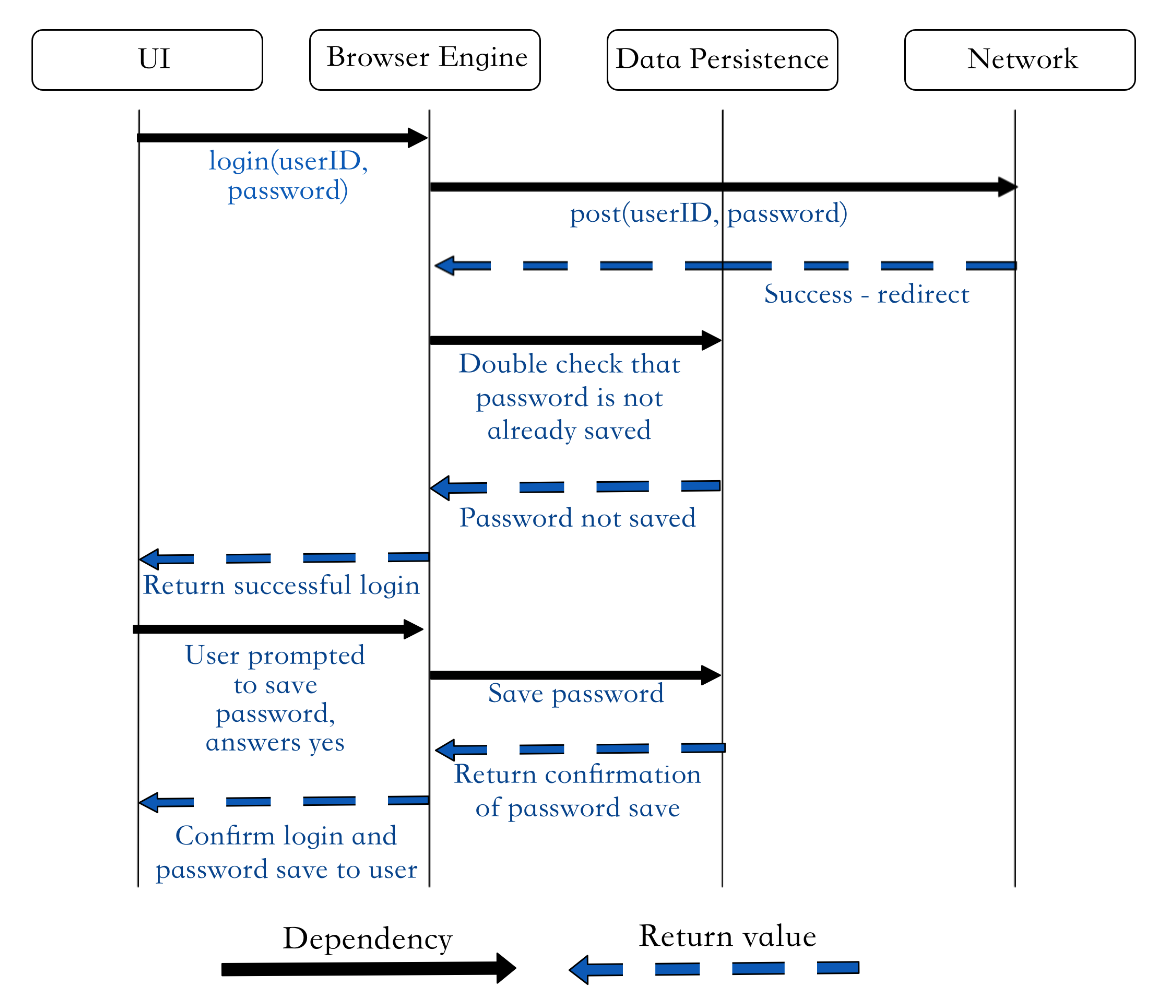 UI
Browser Engine
Data Persistence
Network
login(userID,
password)
post(userID, password)
Success - redirect
Double check that
password is not
already saved
Password not saved
Return successful login
User prompted
to save
password,
answers yes
Save password
Return confirmation
of password save
Confirm login and
password save to user
Dependency
Return value